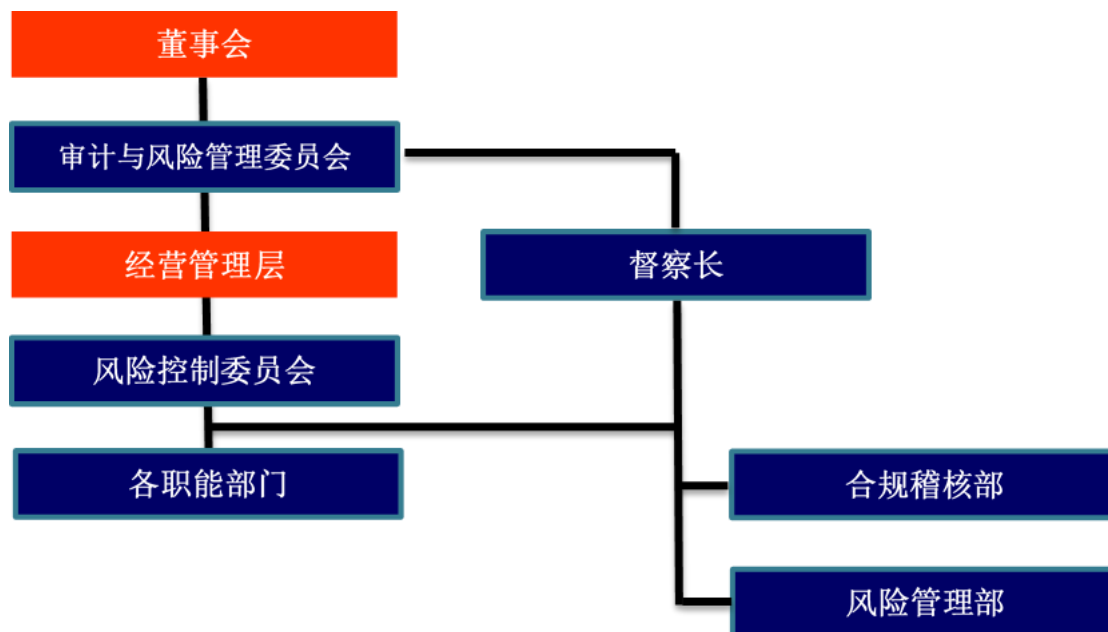 董事会
审计与风险管理委员会
经营管理层
督察长
风险控制委员会
各职能部门
合规稽核部
风险管理部